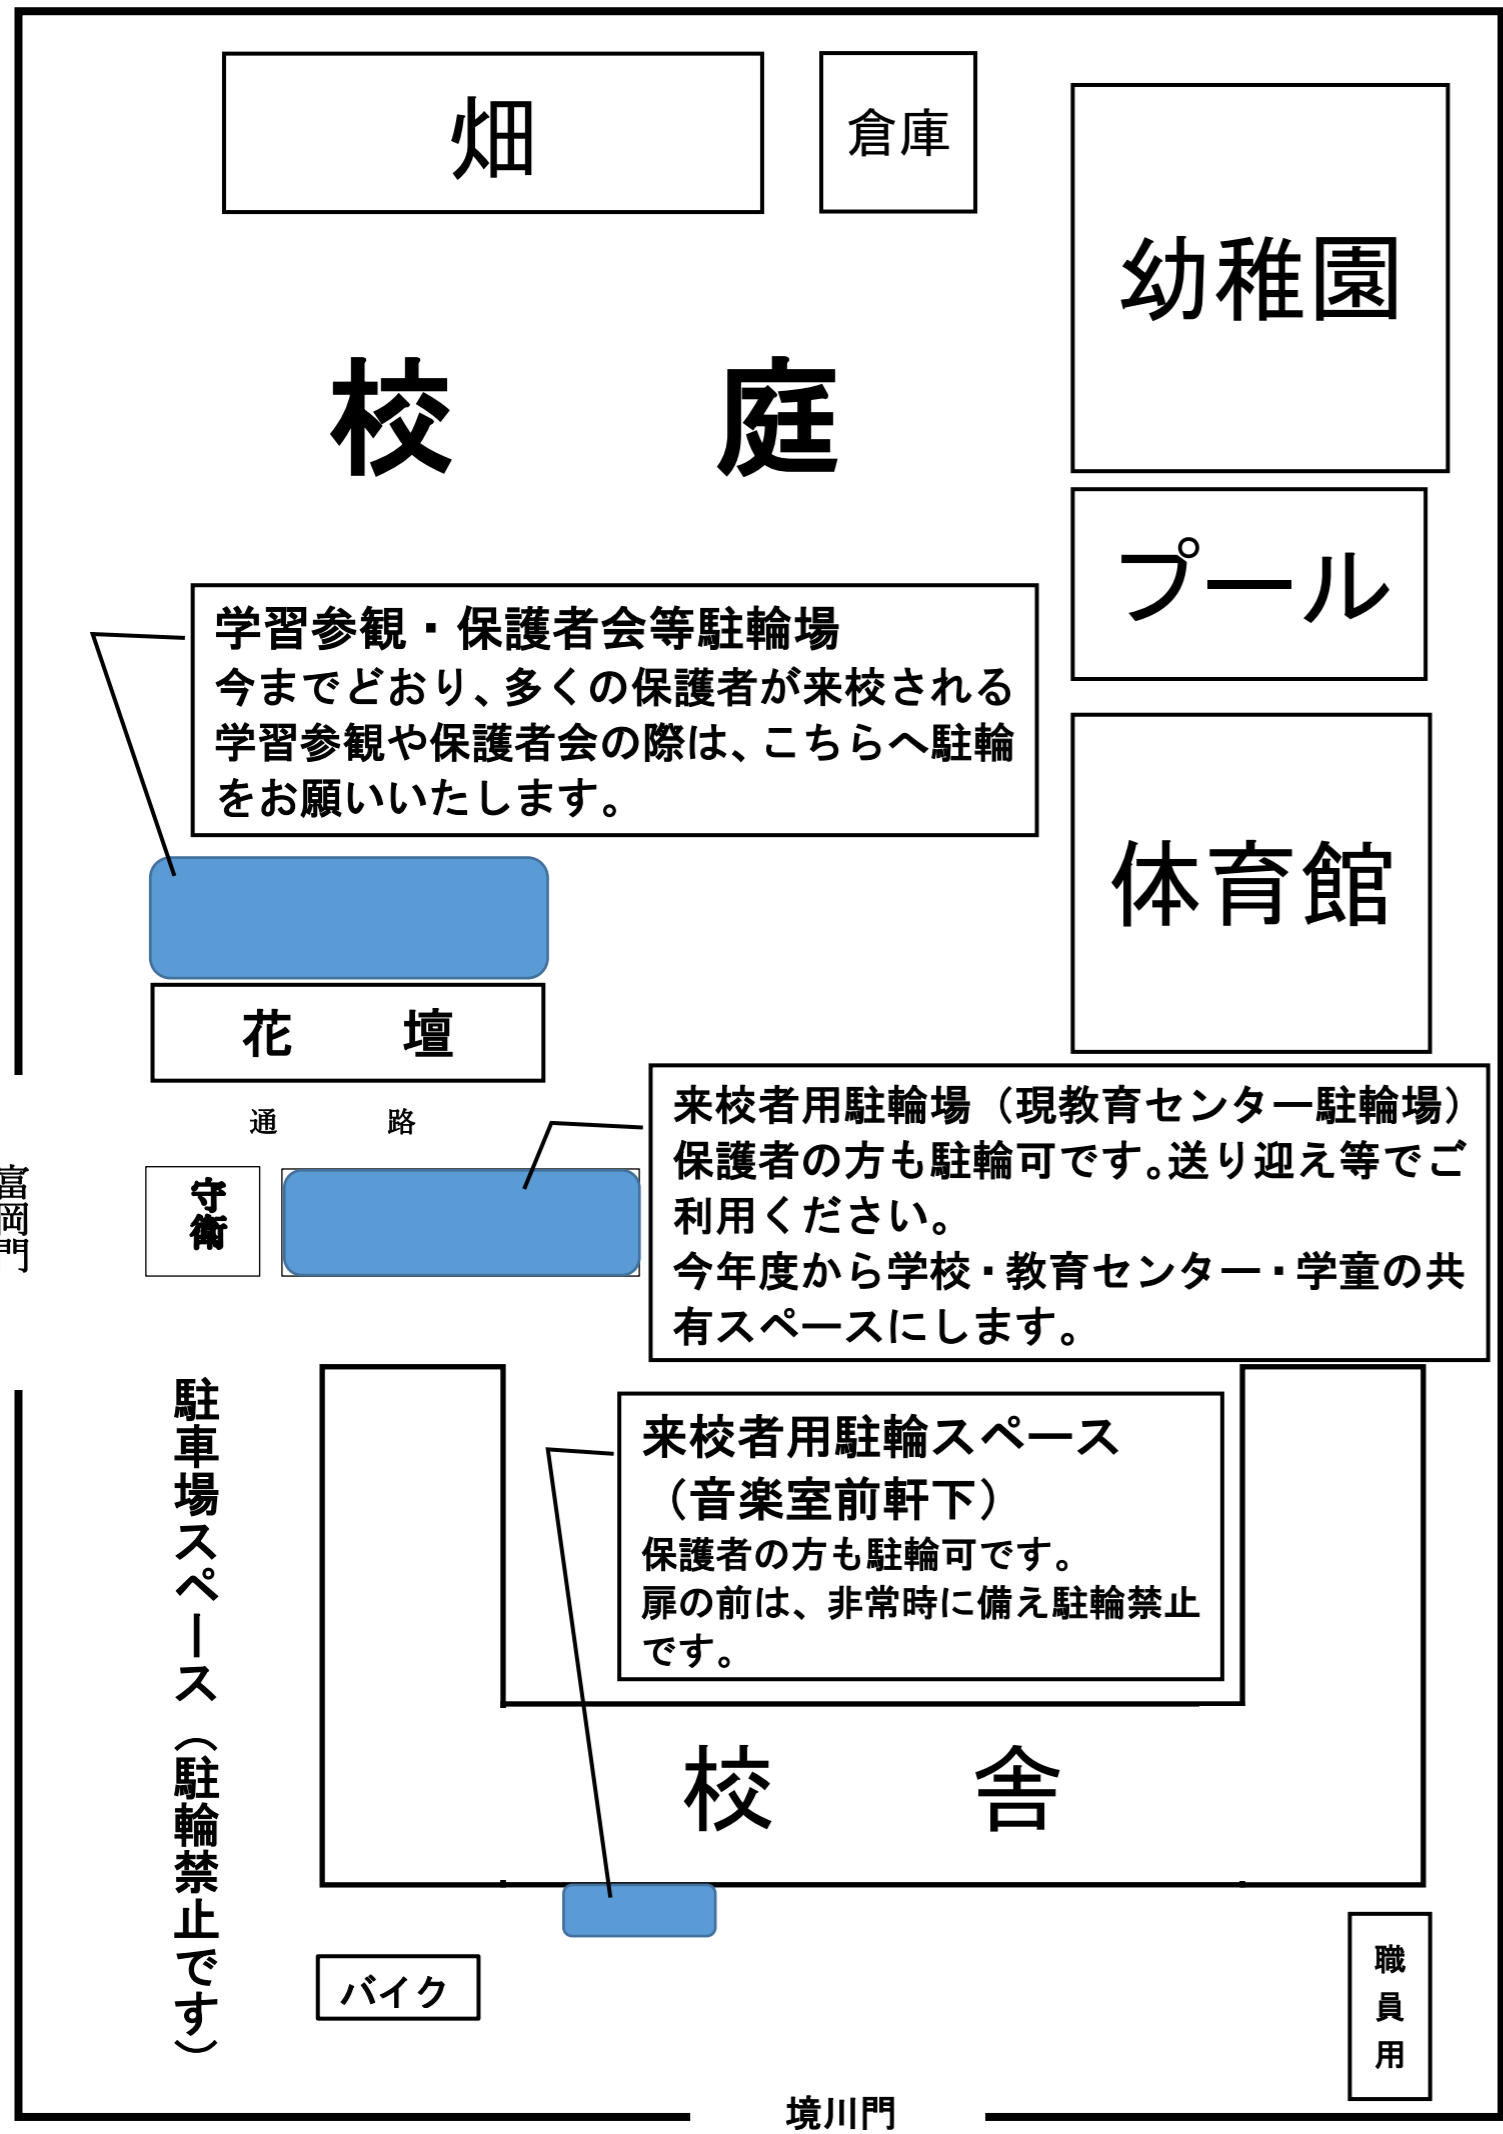 畑
倉庫
幼稚園
校　庭
プール
学習参観・保護者会等駐輪場
今までどおり、多くの保護者が来校される
学習参観や保護者会の際は、こちらへ駐輪
をお願いいたします。
体育館
花　壇
通　路
来校者用駐輪場（現教育センター駐輪場）
保護者の方も駐輪可です。送り迎え等でご
利用ください。
今年度から学校・教育センター・学童の共
有スペースにします。
富岡門
守衛
駐車場スペース（駐輪禁止です）
来校者用駐輪スペース
（音楽室前軒下）
保護者の方も駐輪可です。
扉の前は、非常時に備え駐輪禁止
です。
校　舎
バイク
職員用
境川門